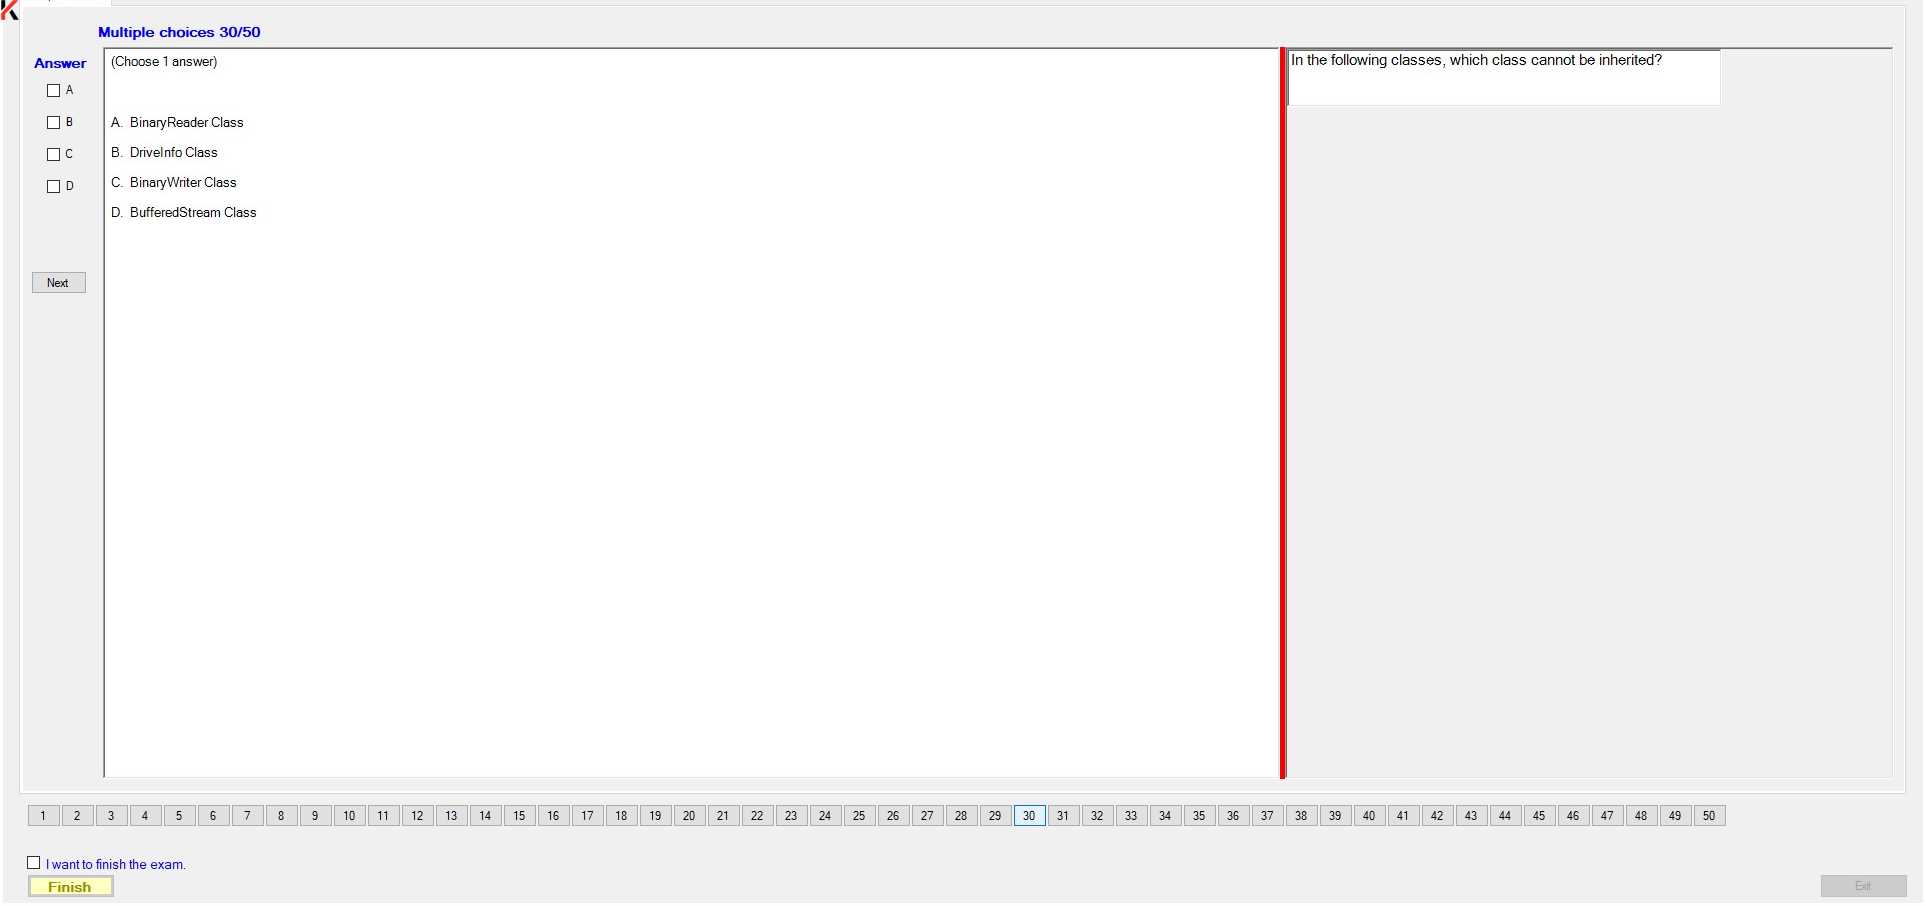 Multiple choices 30/50
Answer
A
B
C
D
Next
(Choose 1 answer)
A. BinaryReader Class
B. DriveInfo Class
C. BinaryWriter Class
D. BufferedStream Class
In the following classes, which class cannot be inherited?
1 2 3 4 5 6 7 8 9 10 11 12 13 14 15 16 17 18 19 20 21 22 23 24 25 26 27 28 29 30 31 32 33 34 35 36 37 38 39 40 41 42 43 44 45 46 47 48 49 50
I want to finish the exam.
Finish
Exit